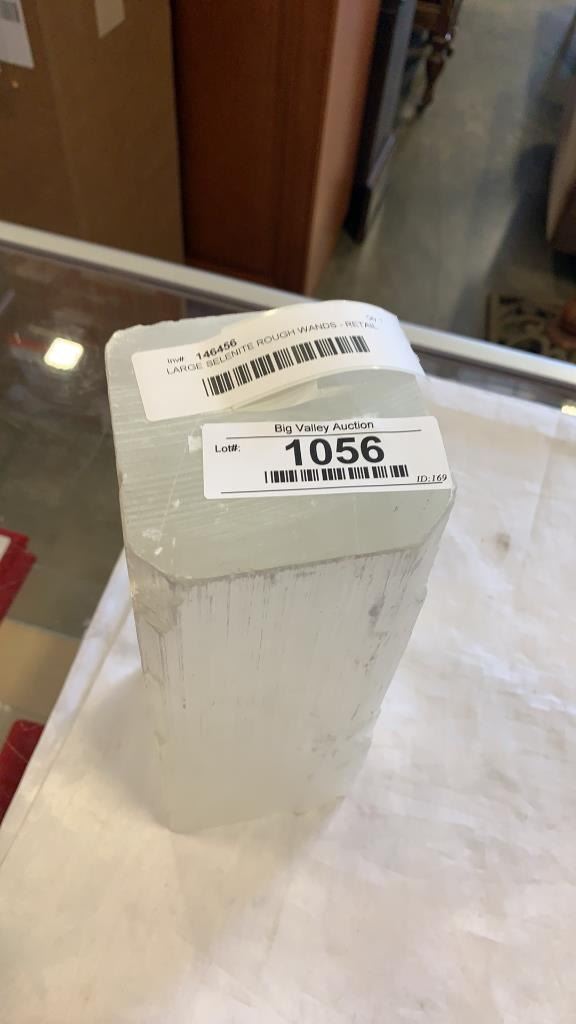 Inv#: 146456
LARGE SELENITE ROUGH WANDS - RETAIL
Big Valley Auction
Lot#: 1056
ID:169